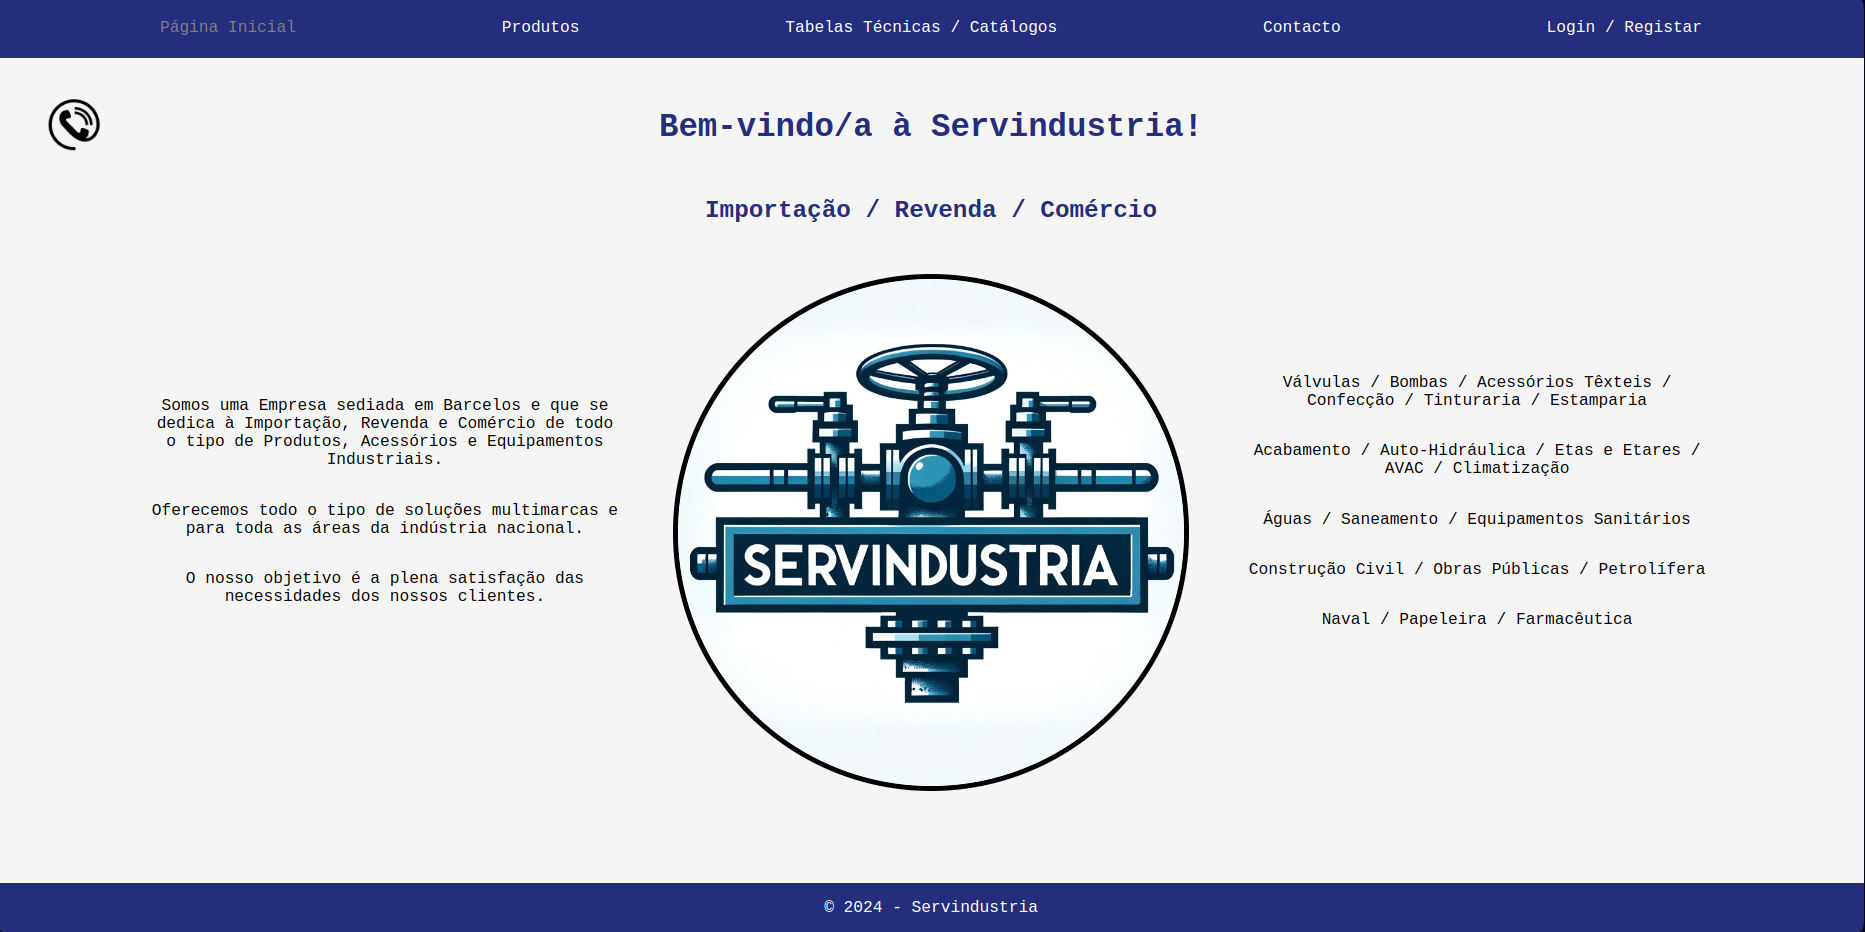 Página Inicial
Produtos
Tabelas Técnicas / Catálogos
Contacto
Login / Registar
Bem-vindo/a à Servindustria!
Importação / Revenda / Comércio
Somos uma Empresa sediada em Barcelos e que se
dedica à Importação, Revenda e Comércio de todo
o tipo de Produtos, Acessórios e Equipamentos
Industriais.
Oferecemos todo o tipo de soluções multimarcas e
para toda as áreas da indústria nacional.
O nosso objetivo é a plena satisfação das
necessidades dos nossos clientes.
SERVINDUSTRIA
Válvulas / Bombas / Acessórios Têxteis /
Confecção / Tinturaria / Estamparia
Acabamento / Auto-Hidráulica / Etas e Etares /
AVAC / Climatização
Águas / Saneamento / Equipamentos Sanitários
Construção Civil / Obras Públicas / Petrolífera
Naval / Papeleira / Farmacêutica
© 2024 - Servindustria